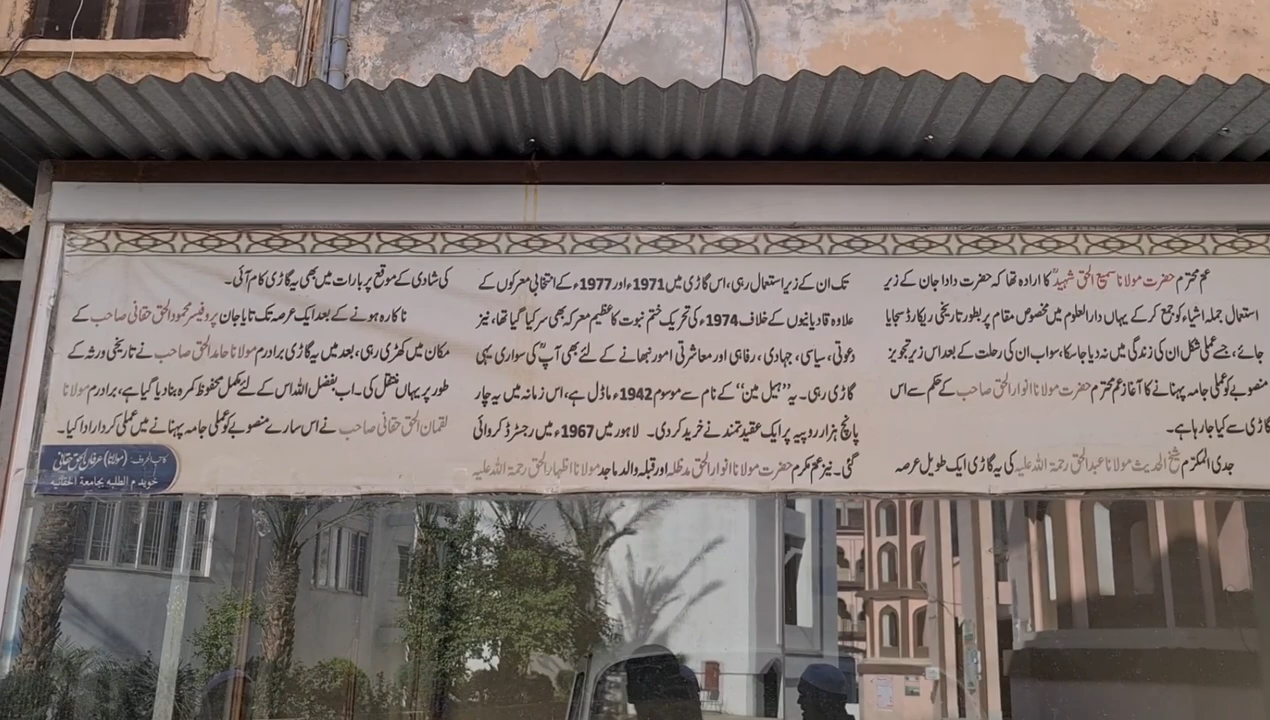 عم محترم حضرت مولانا سمیع الحق شہیدؒ کا ارادہ تھا کہ حضرت دادا جان کے زیر
استعمال جملہ اشیاء کو جمع کر کے یہاں دارالعلوم میں مخصوص مقام پر بطور تاریخی ریکارڈ سجایا
جائے، جسے عملی شکل ان کی زندگی میں نہ دیا جاسکا، سو اب ان کی رحلت کے بعد اس زیر تجویز
منصوبے کو عملی جامہ پہنانے کا آغاز عم محترم حضرت مولانا انوار الحق صاحب کے حکم سے اس
گاڑی سے کیا جارہا ہے۔
جدی المکرّم شیخ الحدیث مولانا عبدالحق رحمۃ اللہ علیہ کی یہ گاڑی ایک طویل عرصہ
تک ان کے زیر استعمال رہی، اس گاڑی میں 1971ء اور 1977ء کے انتخابی معرکوں کے
علاوہ قادیانیوں کے خلاف 1974ء کی تحریک ختم نبوت کا عظیم معرکہ بھی سر کیا گیا تھا، نیز
دعوتی، سیاسی، جہادی، رفاہی اور معاشرتی امور نبھانے کے لئے بھی آپؒ کی سواری یہی
گاڑی رہی۔ یہ ’’ہیل مین‘‘ کے نام سے موسوم 1942ء ماڈل ہے، اس زمانہ میں یہ چار
پانچ ہزار روپیہ پر ایک عقیدتمند نے خرید کر دی۔ لاہور میں 1967ء میں رجسٹرڈ کروائی
گئی۔ نیز عم مکرم حضرت مولانا انوار الحق مدظلہ اور قبلہ والد ماجد مولانا اظہار الحق رحمۃ اللہ علیہ
کی شادی کے موقع پر بارات میں بھی یہ گاڑی کام آئی۔
ناکارہ ہونے کے بعد ایک عرصہ تک تایا جان پروفیسر محمود الحق حقانی صاحب کے
مکان میں کھڑی رہی، بعد میں یہ گاڑی برادرم مولانا حامد الحق صاحب نے تاریخی ورثہ کے
طور پر یہاں منتقل کی۔ اب بفضل اللہ اس کے لئے مکمل محفوظ کمرہ بنا دیا گیا ہے، برادرم مولانا
لقمان الحق حقانی صاحب نے اس سارے منصوبے کو عملی جامہ پہنانے میں عملی کردار ادا کیا۔
کاتب الحروف: (مولانا) عرفان الحق حقانی
خویدم الطلبہ بجامعة الحقانیہ